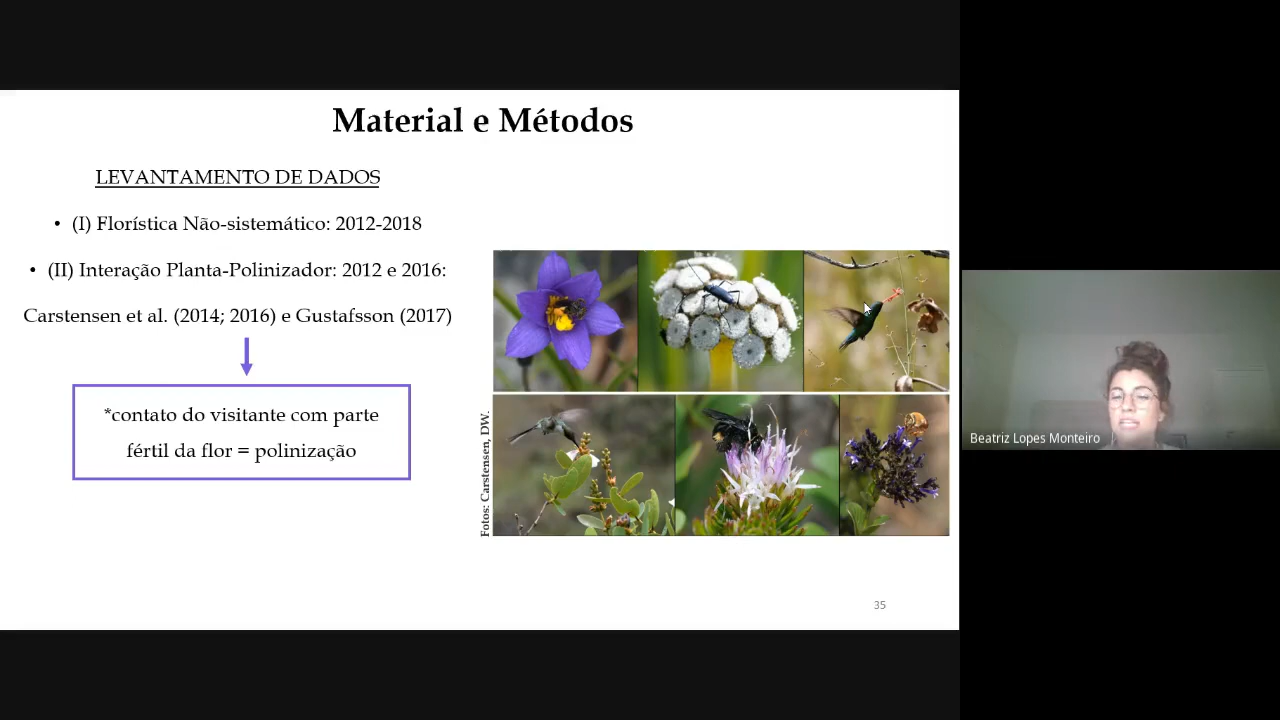 Material e Métodos
LEVANTAMENTO DE DADOS
• (I) Florística Não-sistemático: 2012-2018
• (II) Interação Planta-Polinizador: 2012 e 2016:
Carstensen et al. (2014; 2016) e Gustafsson (2017)
*contato do visitante com parte
fértil da flor = polinização
Fotos: Carstensen, DW.
35
Beatriz Lopes Monteiro